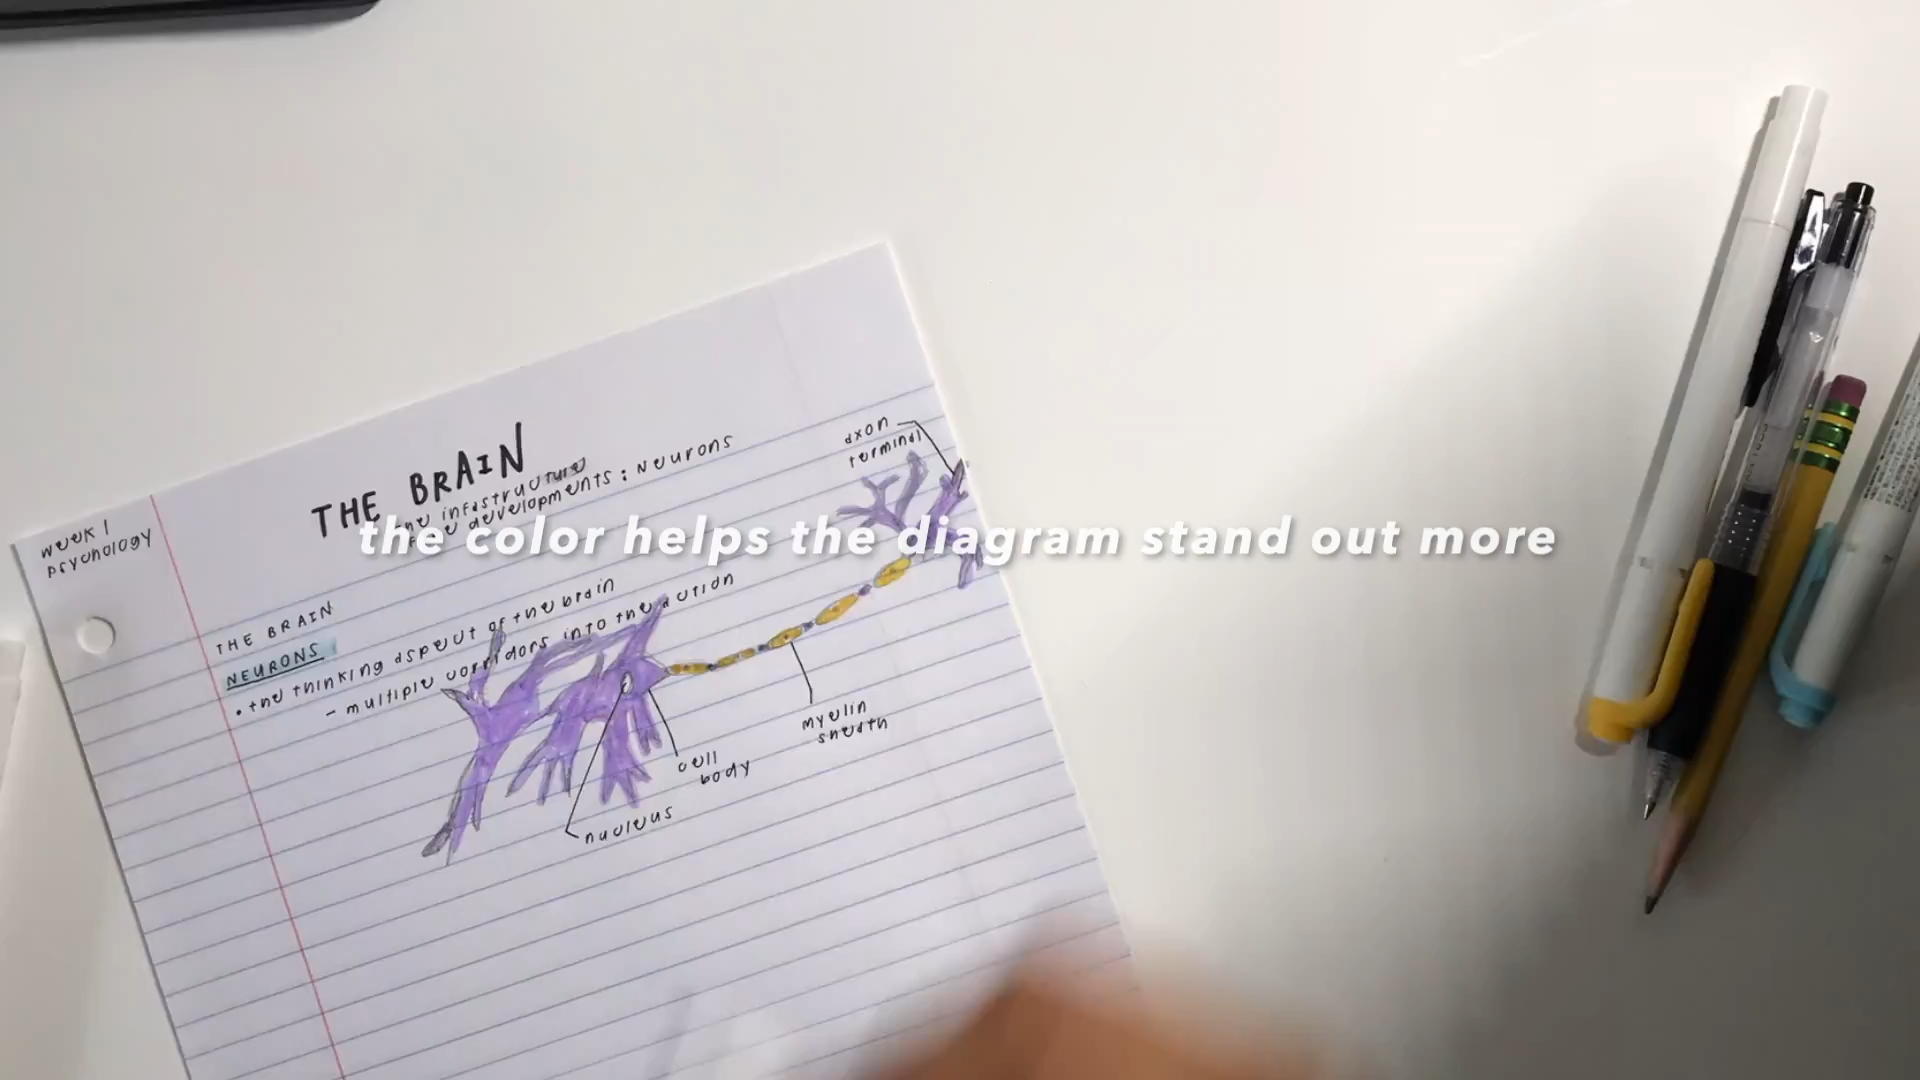 week 1
psychology
THE BRAIN
the infastructure
developments: Neurons
the color helps the diagram stand out more
THE BRAIN
NEURONS
• the thinking aspect of the brain
- multiple corridors into the action
axon
terminal
myelin
sheath
cell
body
nucleus